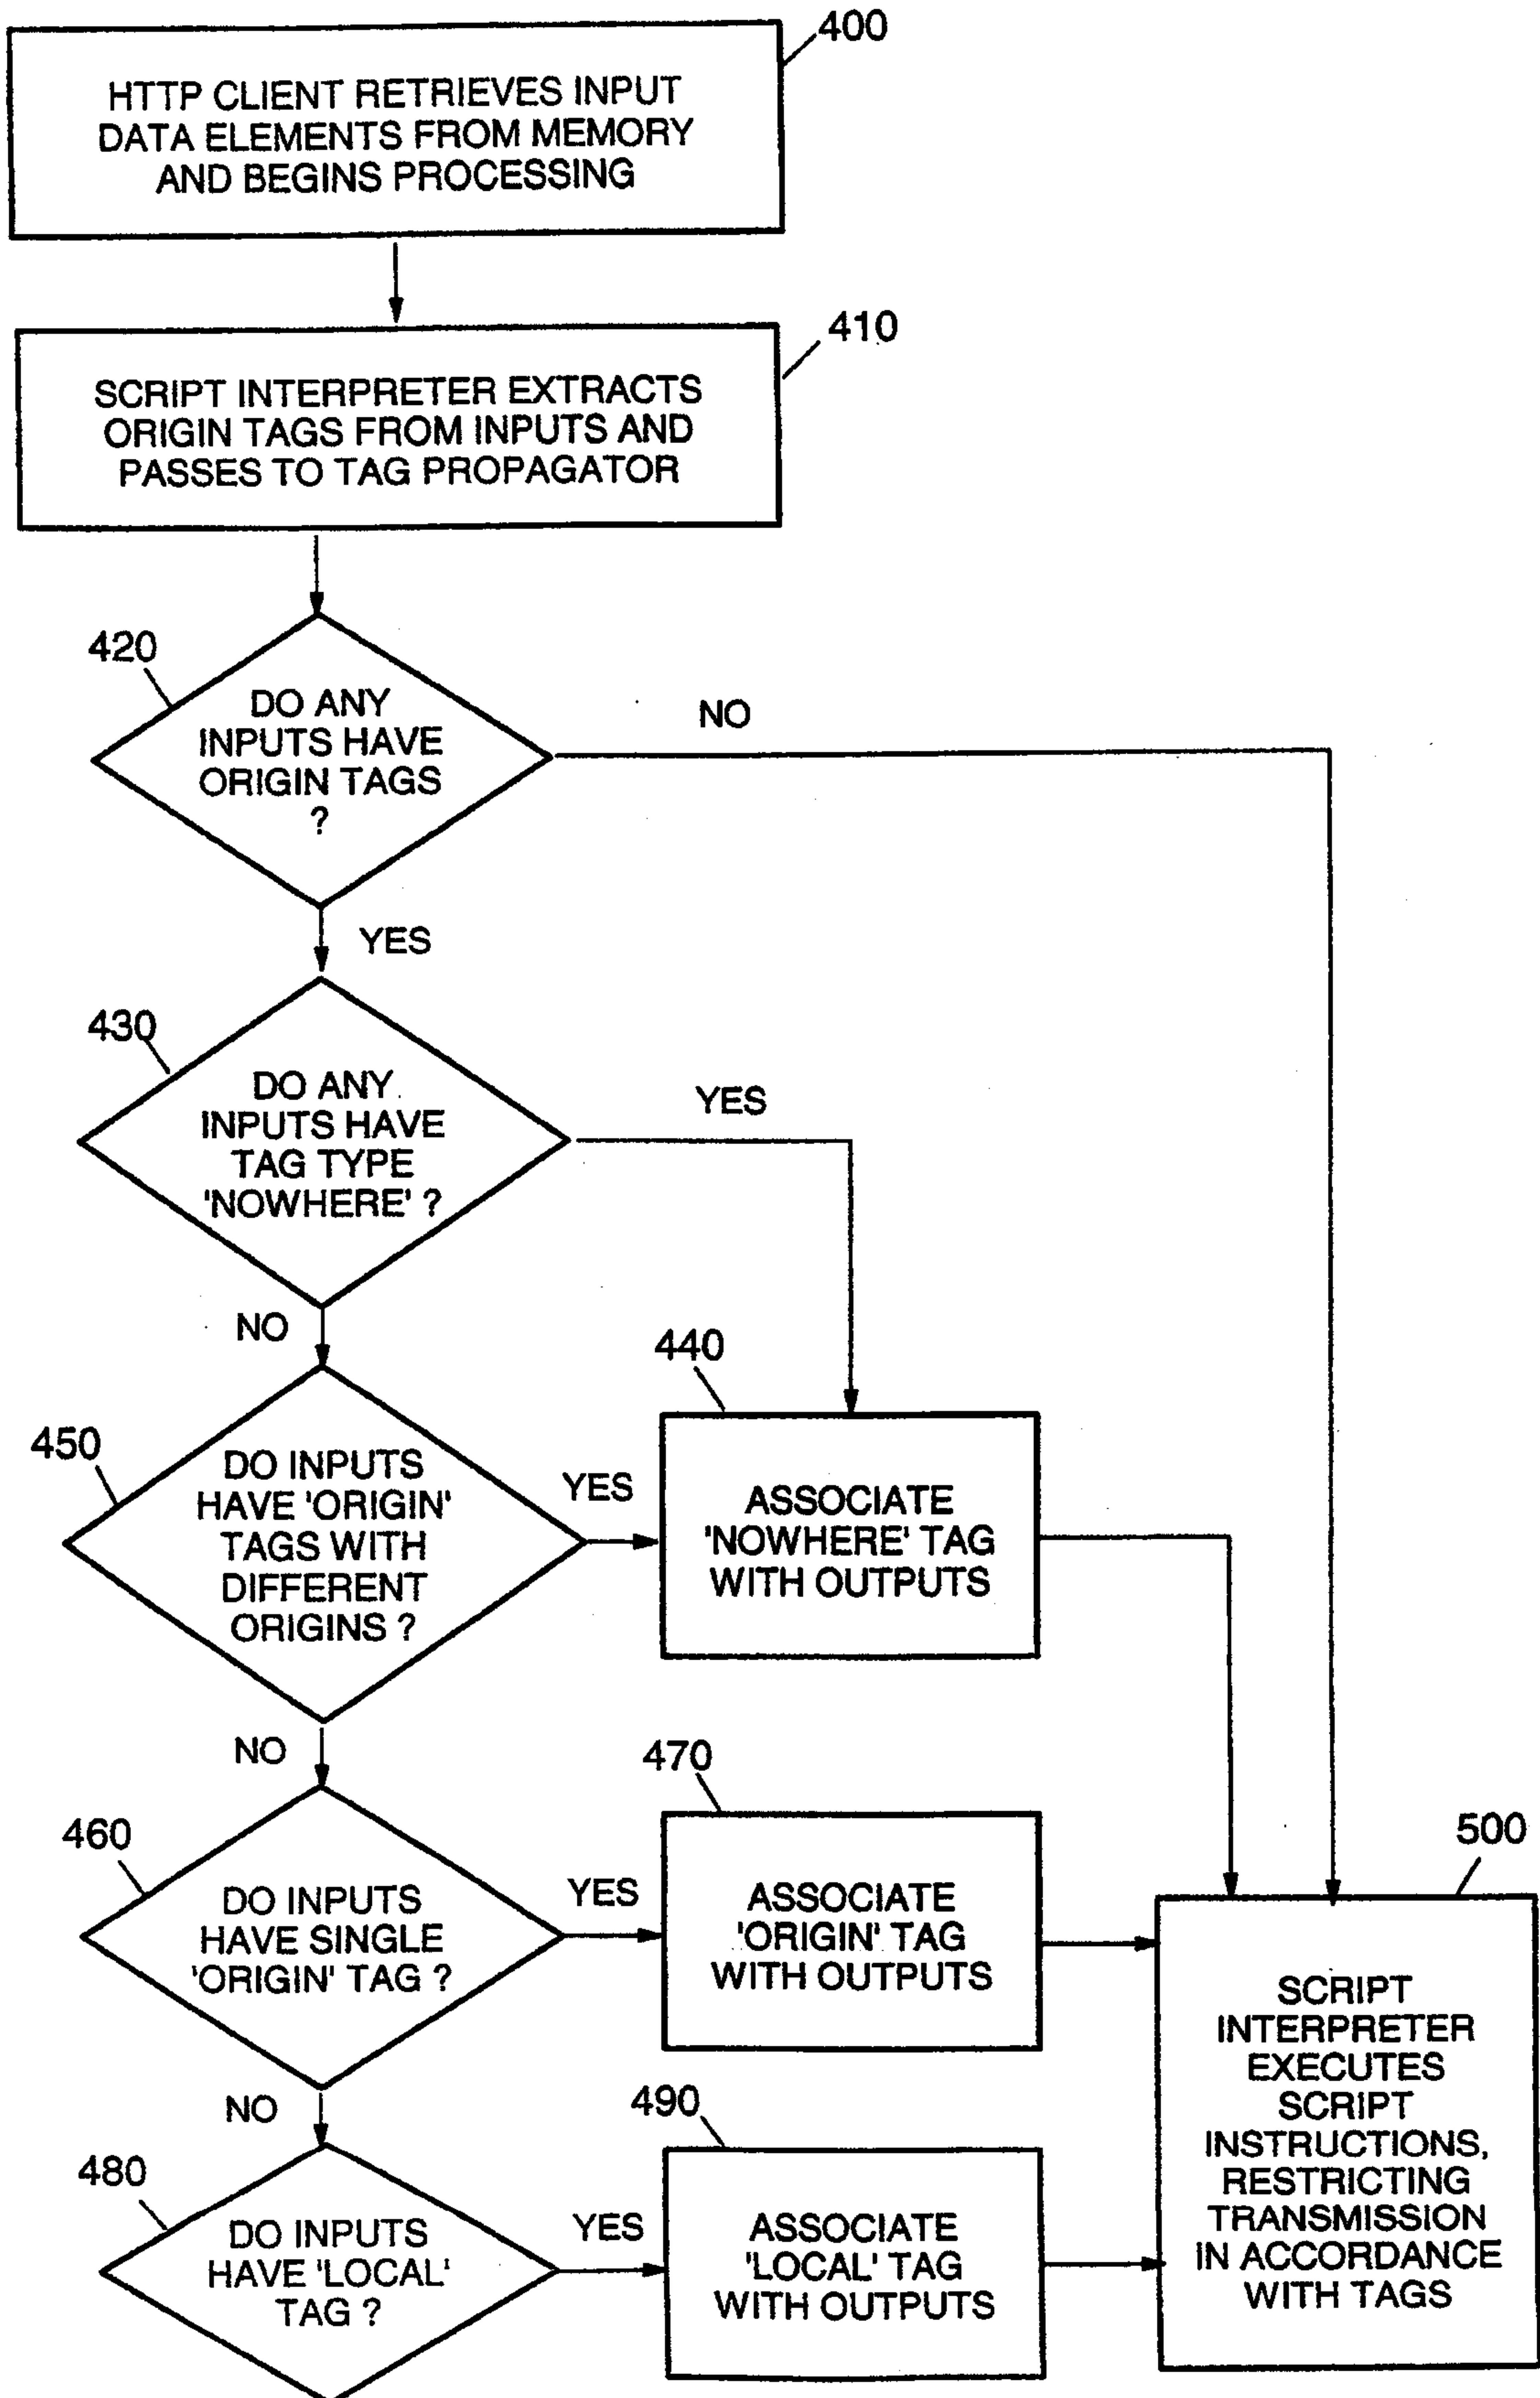 400
HTTP CLIENT RETRIEVES INPUT
DATA ELEMENTS FROM MEMORY
AND BEGINS PROCESSING
410
SCRIPT INTERPRETER EXTRACTS
ORIGIN TAGS FROM INPUTS AND
PASSES TO TAG PROPAGATOR
420
DO ANY
INPUTS HAVE
ORIGIN TAGS
?
NO
YES
430
DO ANY
INPUTS HAVE
TAG TYPE
'NOWHERE' ?
YES
NO
440
ASSOCIATE
'NOWHERE' TAG
WITH OUTPUTS
450
DO INPUTS
HAVE 'ORIGIN'
TAGS WITH
DIFFERENT
ORIGINS ?
YES
NO
460
DO INPUTS
HAVE SINGLE
'ORIGIN' TAG ?
YES
470
ASSOCIATE
'ORIGIN' TAG
WITH OUTPUTS
NO
480
DO INPUTS
HAVE 'LOCAL'
TAG ?
YES
490
ASSOCIATE
'LOCAL' TAG
WITH OUTPUTS
500
SCRIPT
INTERPRETER
EXECUTES
SCRIPT
INSTRUCTIONS,
RESTRICTING
TRANSMISSION
IN ACCORDANCE
WITH TAGS